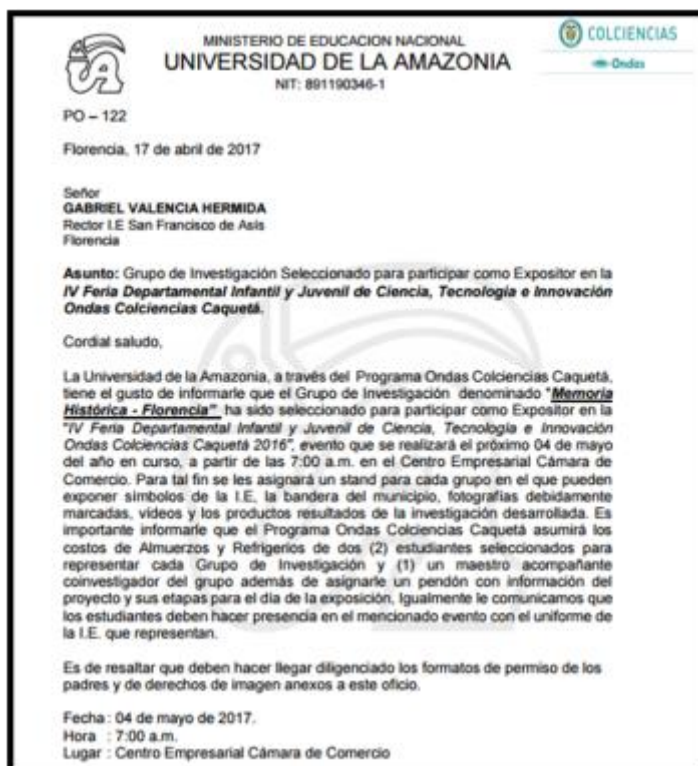 MINISTERIO DE EDUCACION NACIONAL
UNIVERSIDAD DE LA AMAZONIA
NIT: 891190346-1
COLCIENCIAS
Ondas
PO – 122
Florencia, 17 de abril de 2017
Señor
GABRIEL VALENCIA HERMIDA
Rector I.E San Francisco de Asís
Florencia
Asunto: Grupo de Investigación Seleccionado para participar como Expositor en la
IV Feria Departamental Infantil y Juvenil de Ciencia, Tecnología e Innovación
Ondas Colciencias Caquetá.
Cordial saludo,
La Universidad de la Amazonia, a través del Programa Ondas Colciencias Caquetá,
tiene el gusto de informarle que el Grupo de Investigación denominado "Memoria
Histórica - Florencia" ha sido seleccionado para participar como Expositor en la
"IV Feria Departamental Infantil y Juvenil de Ciencia, Tecnología e Innovación
Ondas Colciencias Caquetá 2016", evento que se realizará el próximo 04 de mayo
del año en curso, a partir de las 7:00 a.m. en el Centro Empresarial Cámara de
Comercio. Para tal fin se les asignará un stand para cada grupo en el que pueden
exponer símbolos de la I.E, la bandera del municipio, fotografías debidamente
marcadas, vídeos y los productos resultados de la investigación desarrollada. Es
importante informarle que el Programa Ondas Colciencias Caquetá asumirá los
costos de Almuerzos y Refrigerios de dos (2) estudiantes seleccionados para
representar cada Grupo de Investigación y (1) un maestro acompañante
coinvestigador del grupo además de asignarle un pendón con información del
proyecto y sus etapas para el día de la exposición. Igualmente le comunicamos que
los estudiantes deben hacer presencia en el mencionado evento con el uniforme de
la I.E. que representan.
Es de resaltar que deben hacer llegar diligenciado los formatos de permiso de los
padres y de derechos de imagen anexos a este oficio.
Fecha : 04 de mayo de 2017.
Hora : 7:00 a.m.
Lugar : Centro Empresarial Cámara de Comercio